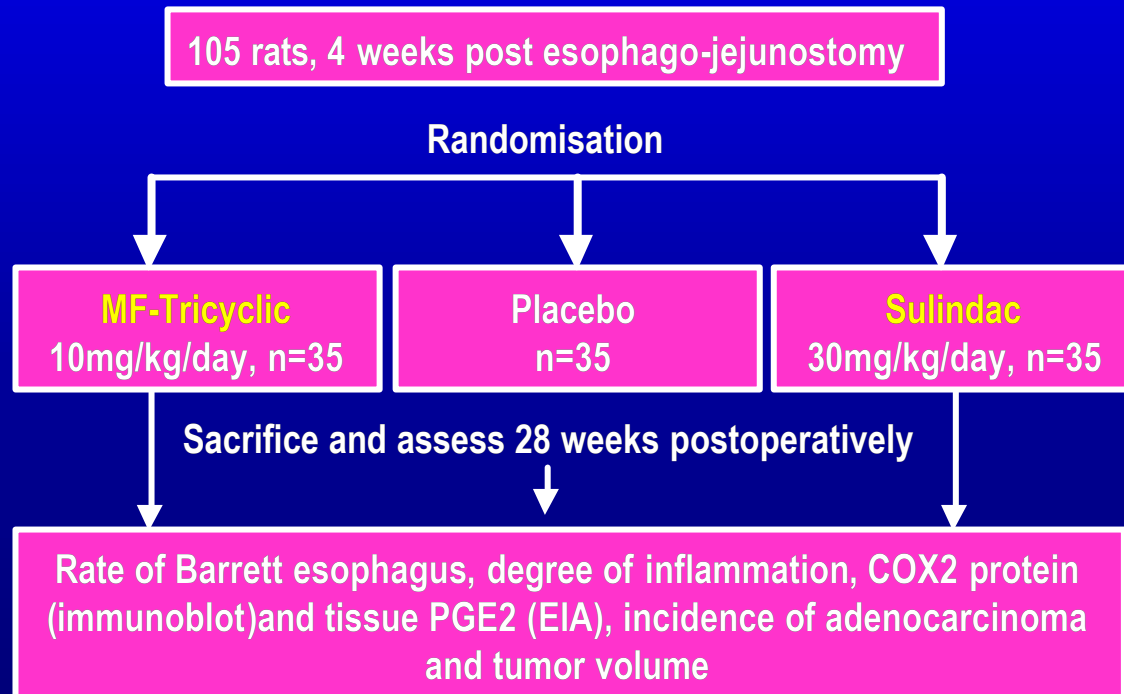 105 rats, 4 weeks post esophago-jejunostomy
Randomisation
MF-Tricyclic
10mg/kg/day, n=35
Placebo
n=35
Sulindac
30mg/kg/day, n=35
Sacrifice and assess 28 weeks postoperatively
Rate of Barrett esophagus, degree of inflammation, COX2 protein
(immunoblot)and tissue PGE2 (EIA), incidence of adenocarcinoma
and tumor volume